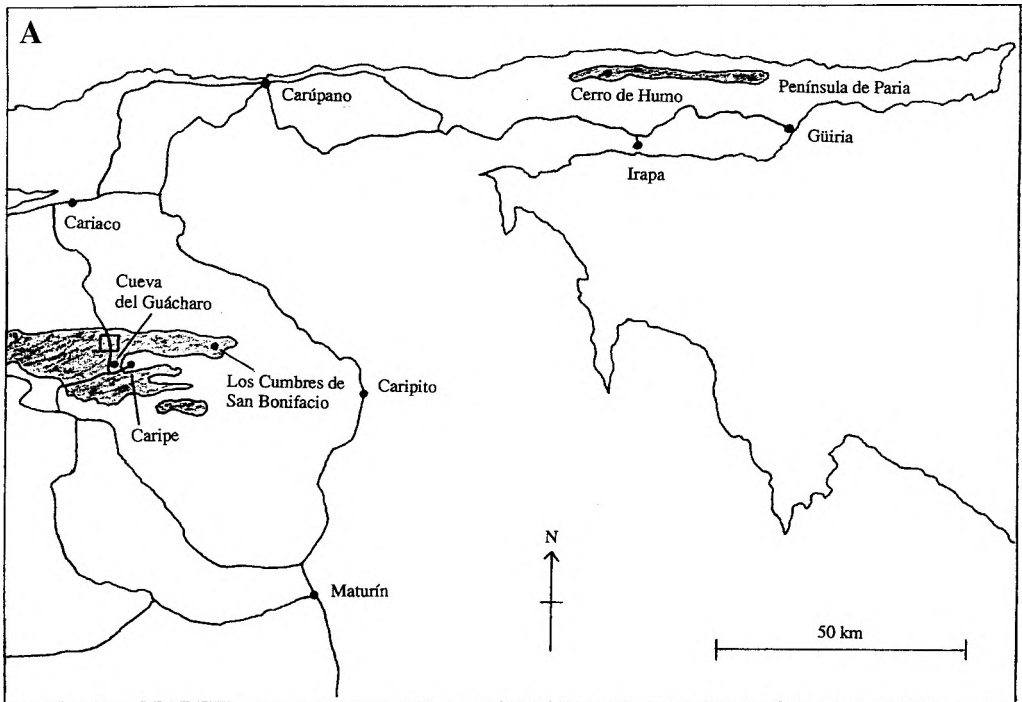 A
Carúpano
Cerro de Humo
Península de Paria
Güiria
Irapa
Cariaco
Cueva
del Guácharo
Los Cumbres de
San Bonifacio
Caripito
Caripe
N
Maturín
50 km